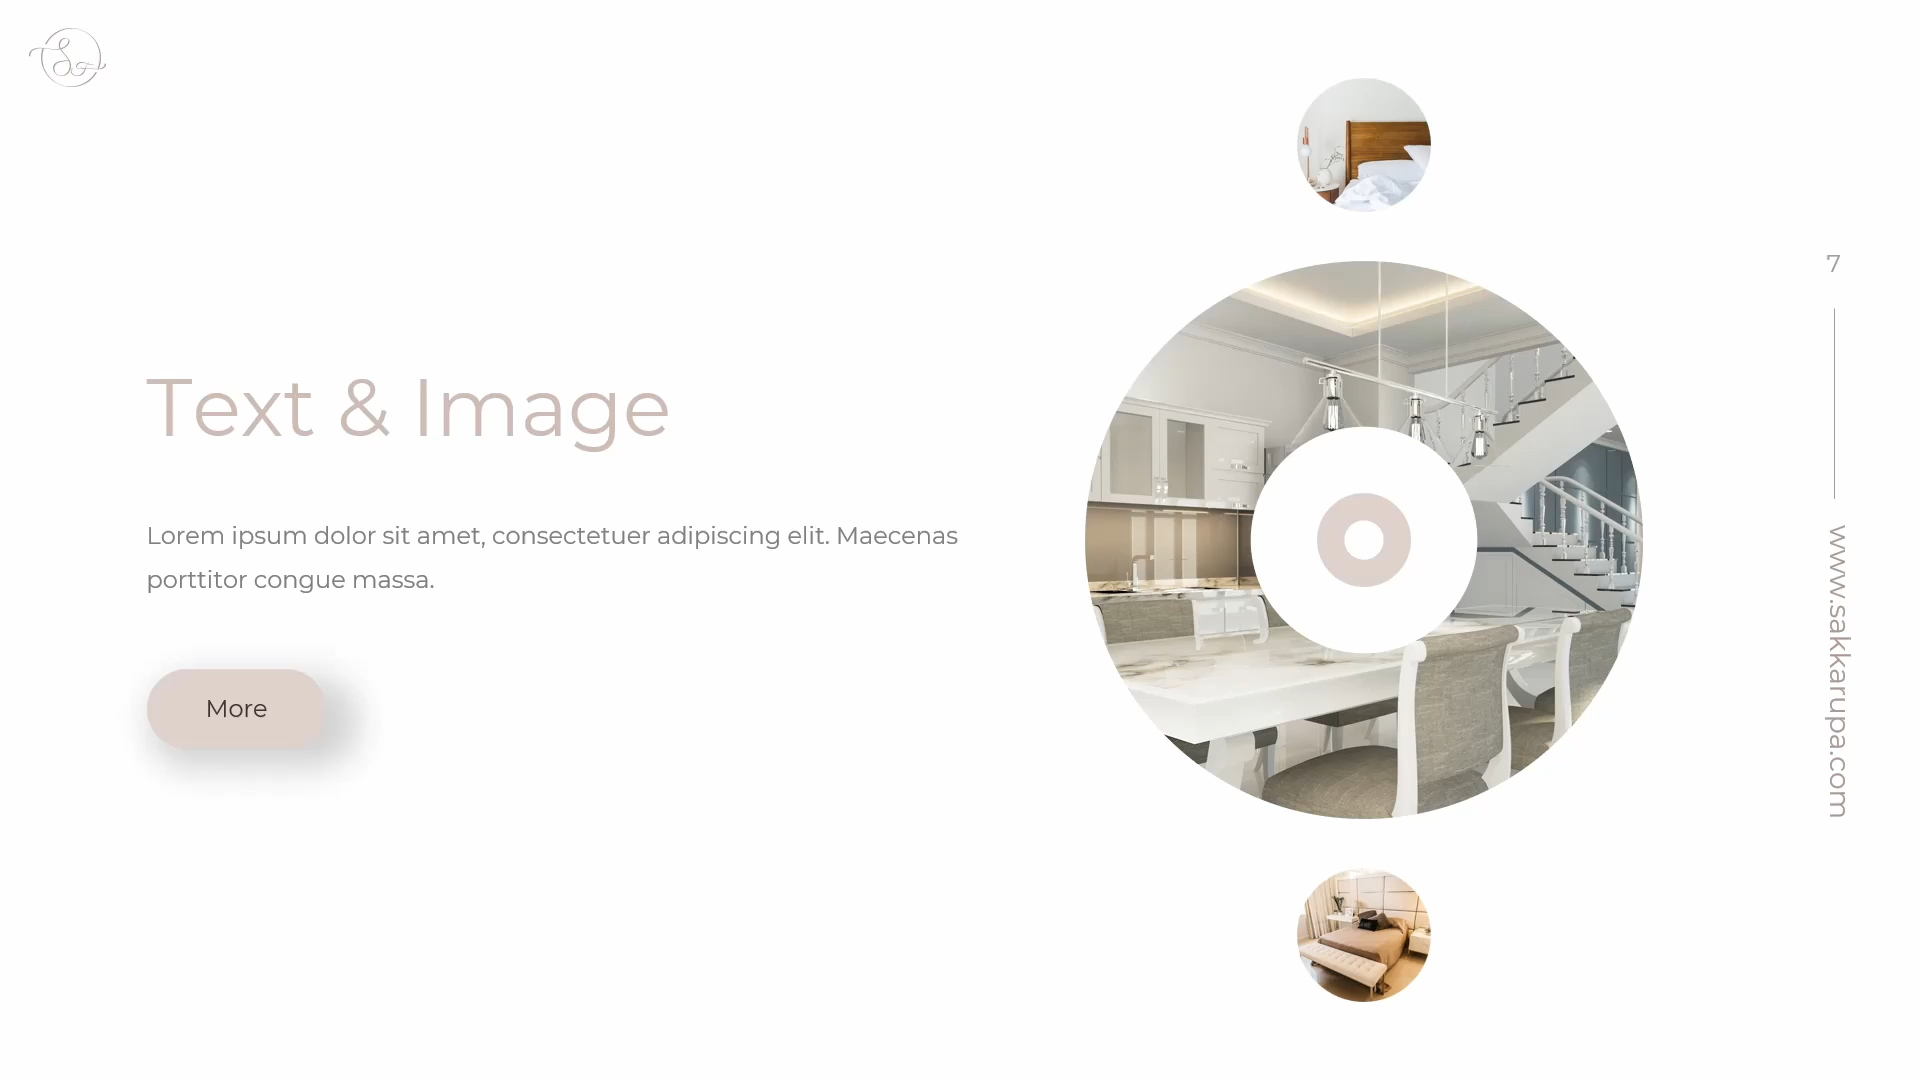 7
Text & Image
Lorem ipsum dolor sit amet, consectetuer adipiscing elit. Maecenas
porttitor congue massa.
More
www.sakkarupa.com